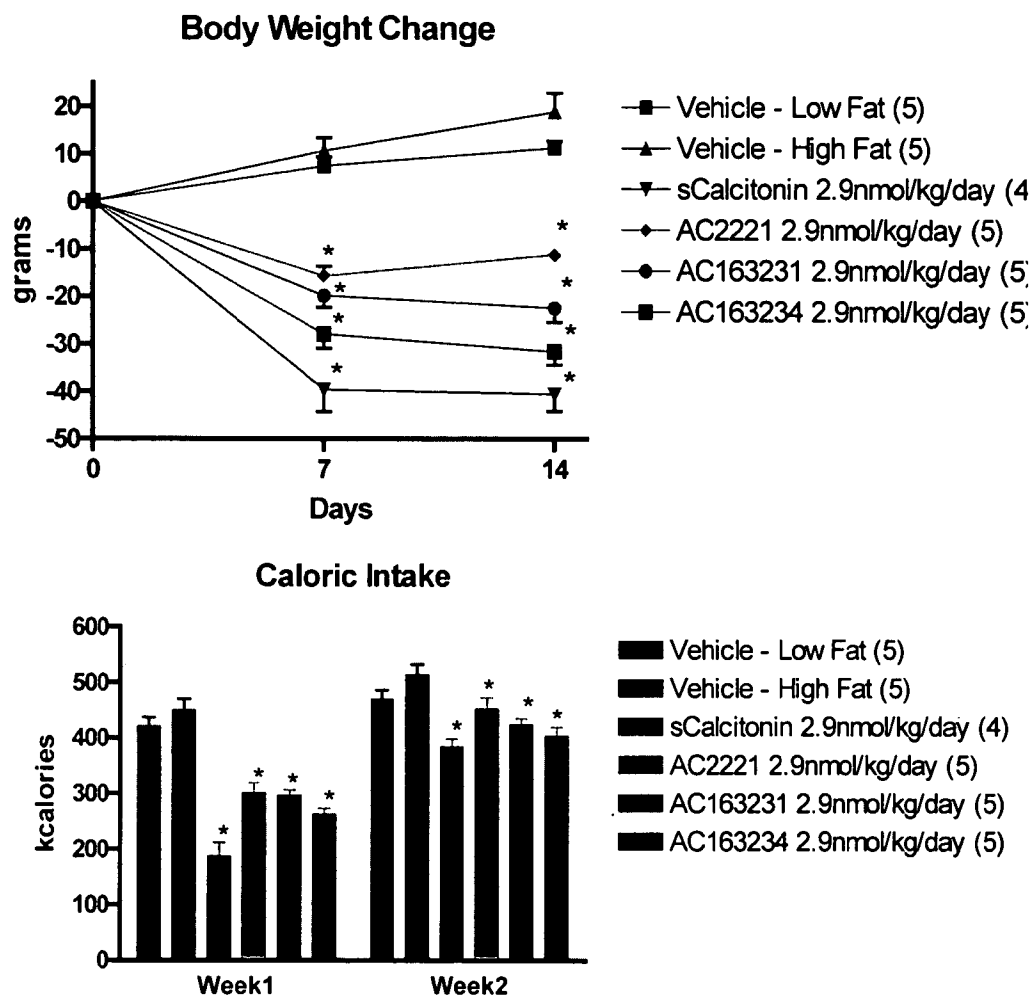 Body Weight Change
20
10
0
-10
-20
-30
-40
-50
grams
*
*
*
*
*
*
*
*
0
7
14
Days
Vehicle - Low Fat (5)
Vehicle - High Fat (5)
sCalcitonin 2.9nmol/kg/day (4
AC2221 2.9nmol/kg/day (5)
AC163231 2.9nmol/kg/day (5)
AC163234 2.9nmol/kg/day (5)
Caloric Intake
600
500
400
300
200
100
0
kcalories
*
*
*
*
*
*
*
*
Week1
Week2
Vehicle - Low Fat (5)
Vehicle - High Fat (5)
sCalcitonin 2.9nmol/kg/day (4)
AC2221 2.9nmol/kg/day (5)
AC163231 2.9nmol/kg/day (5)
AC163234 2.9nmol/kg/day (5)